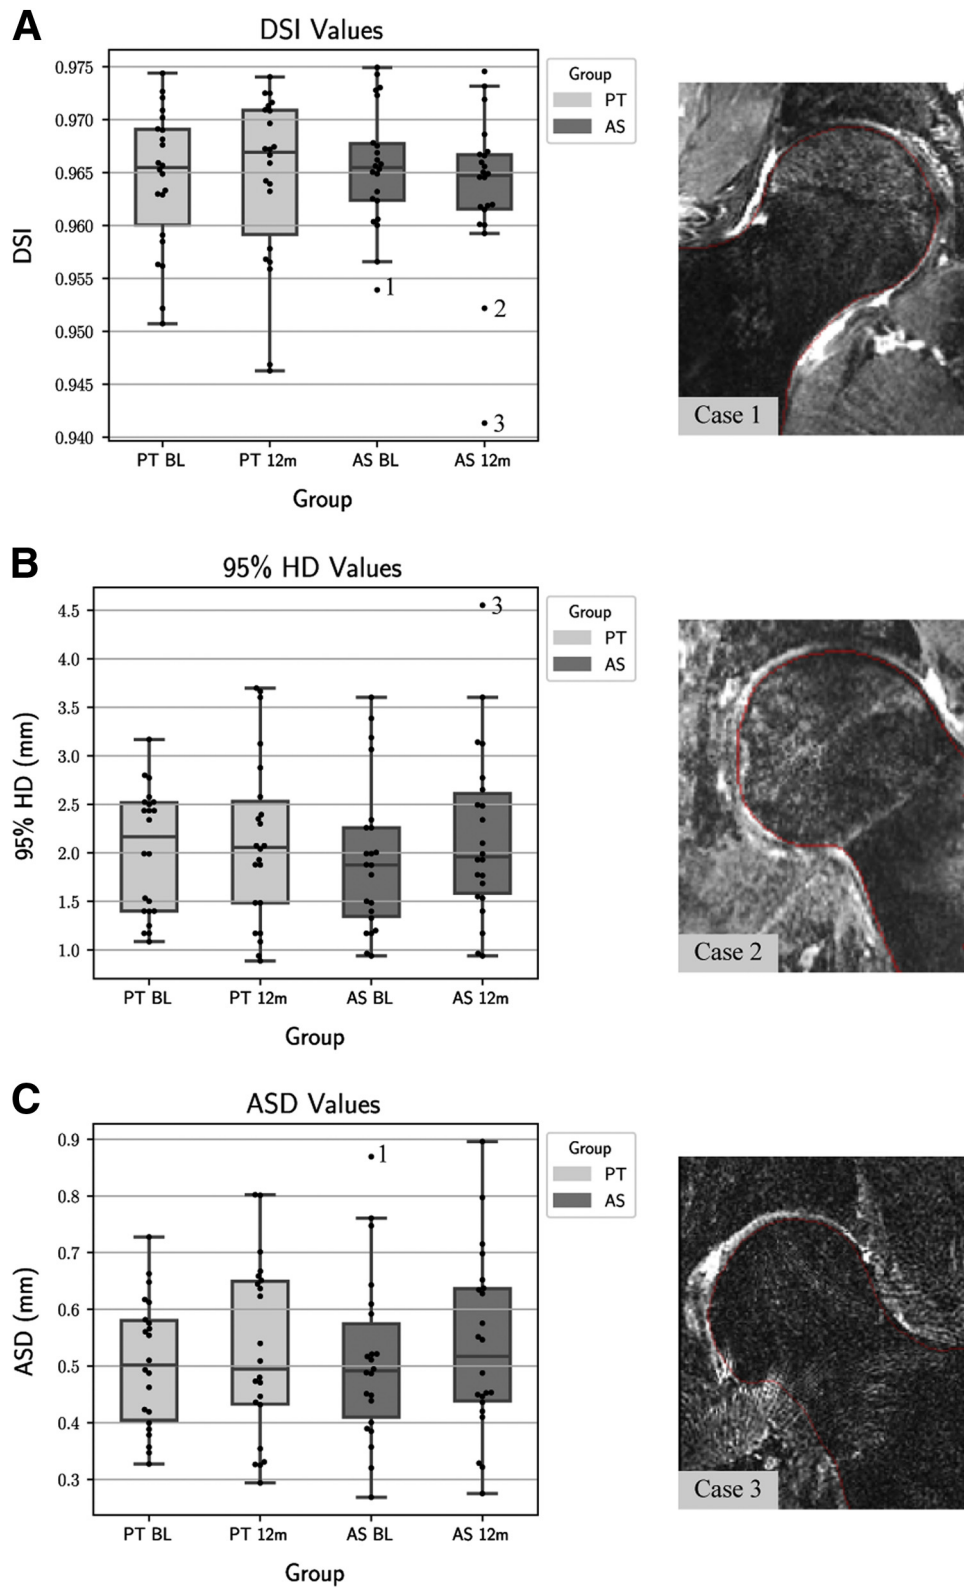 A
DSI Values
0.975
0.970
0.965
0.960
0.955
0.950
0.945
0.940
DSI
1
2
3
PT BL
PT 12m
AS BL
AS 12m
Group
Group
PT
AS
Case 1
B
95% HD Values
4.5
4.0
3.5
3.0
2.5
2.0
1.5
1.0
95% HD (mm)
3
PT BL
PT 12m
AS BL
AS 12m
Group
Group
PT
AS
Case 2
C
ASD Values
0.9
0.8
0.7
0.6
0.5
0.4
0.3
ASD (mm)
1
PT BL
PT 12m
AS BL
AS 12m
Group
Group
PT
AS
Case 3